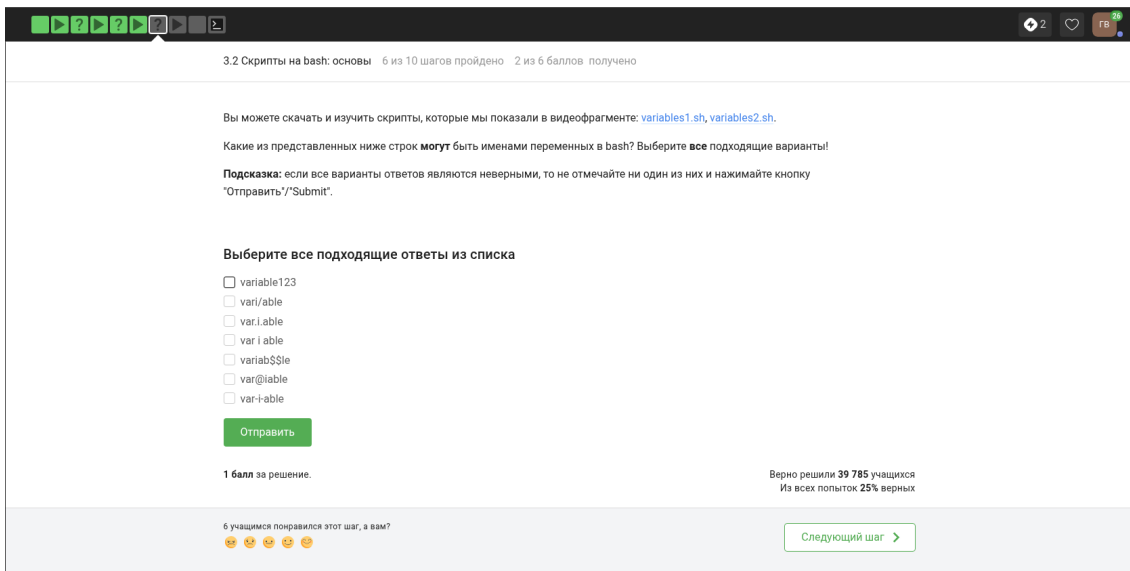 2
ГВ
26
3.2 Скрипты на bash: основы 6 из 10 шагов пройдено 2 из 6 баллов получено
Вы можете скачать и изучить скрипты, которые мы показали в видеофрагменте: variables1.sh, variables2.sh.
Какие из представленных ниже строк могут быть именами переменных в bash? Выберите все подходящие варианты!
Подсказка: если все варианты ответов являются неверными, то не отмечайте ни один из них и нажимайте кнопку
"Отправить"/"Submit".
Выберите все подходящие ответы из списка
variable123
vari/able
var.i.able
var i able
variab$$le
var@iable
var-i-able
Отправить
1 балл за решение.
Верно решили 39 785 учащихся
Из всех попыток 25% верных
6 учащимся понравился этот шаг, а вам?
Следующий шаг